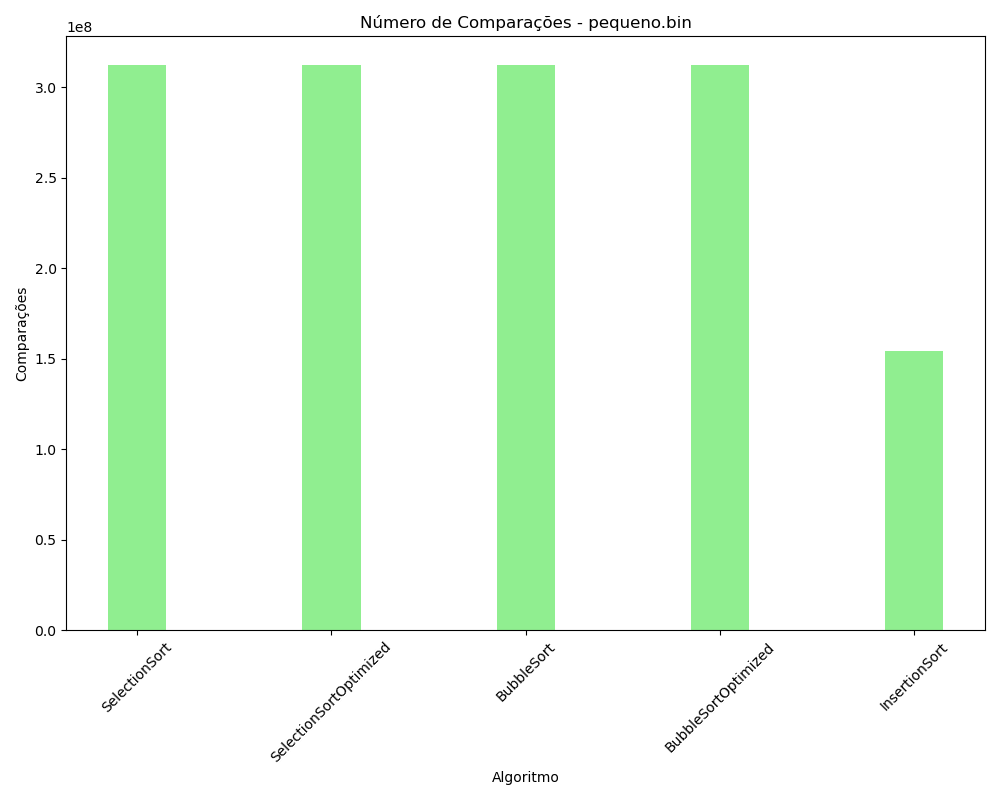 Número de Comparações - pequeno.bin
1e8
3.0
2.5
2.0
1.5
1.0
0.5
0.0
Comparações
SelectionSort
SelectionSortOptimized
BubbleSort
BubbleSortOptimized
InsertionSort
Algoritmo